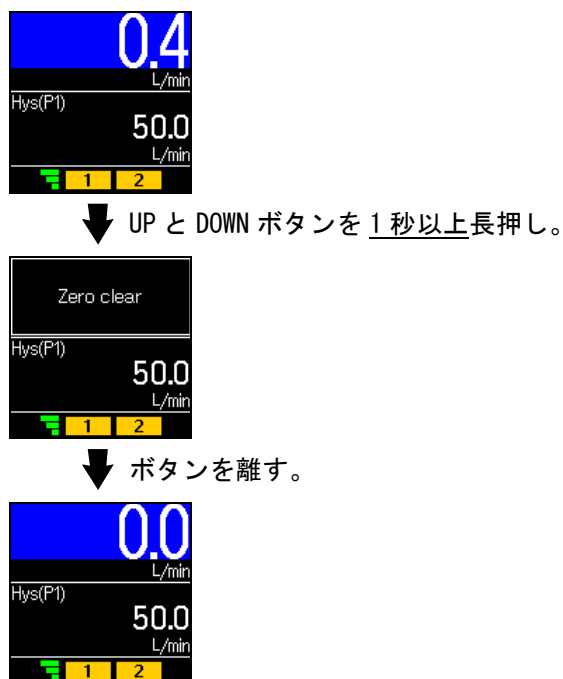 0.4
L/min
Hys(P1)
50.0
L/min
1 2
UP と DOWN ボタンを 1 秒以上長押し。
Zero clear
Hys(P1)
50.0
L/min
1 2
ボタンを離す。
0.0
L/min
Hys(P1)
50.0
L/min
1 2